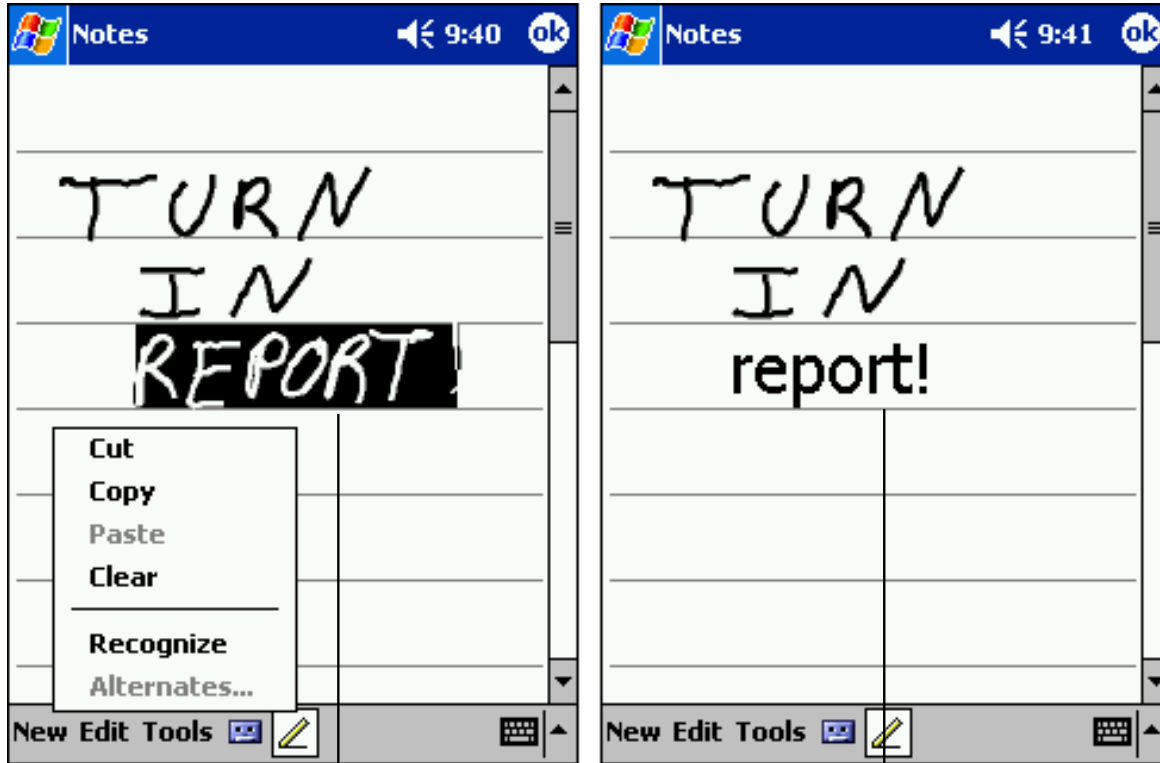 Notes 9:40 ok
TURN
IN
REPORT!
Cut
Copy
Paste
Clear
Recognize
Alternates...
New Edit Tools
Notes 9:41 ok
TURN
IN
report!
New Edit Tools